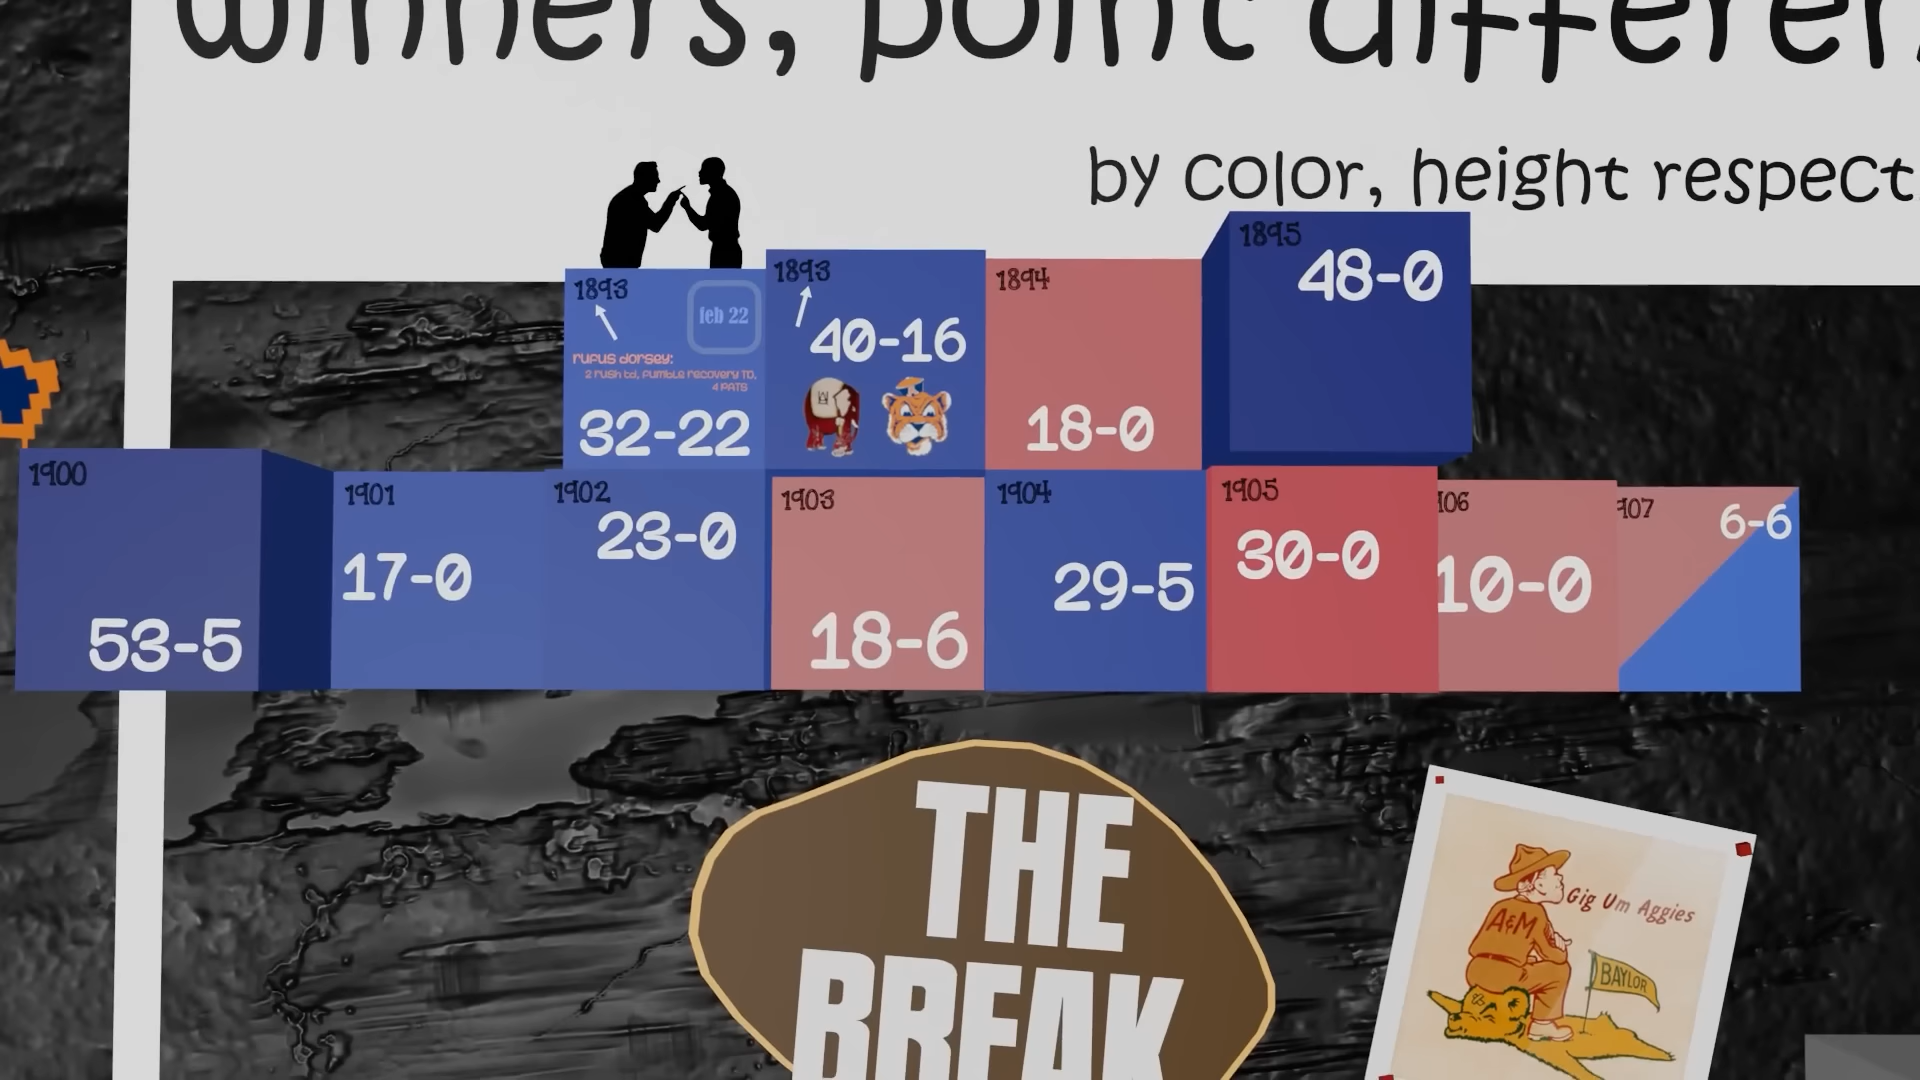 winners, point differen
by color, height respect
1893
feb 22
rufus dorsey:
2 rush td, fumble recovery TD,
4 PATS
32-22
1893
40-16
1894
18-0
1895
48-0
1900
53-5
1901
17-0
1902
23-0
1903
18-6
1904
29-5
1905
30-0
906
10-0
907
6-6
THE
BREAK
Gig Um Aggies
A&M
BAYLOR